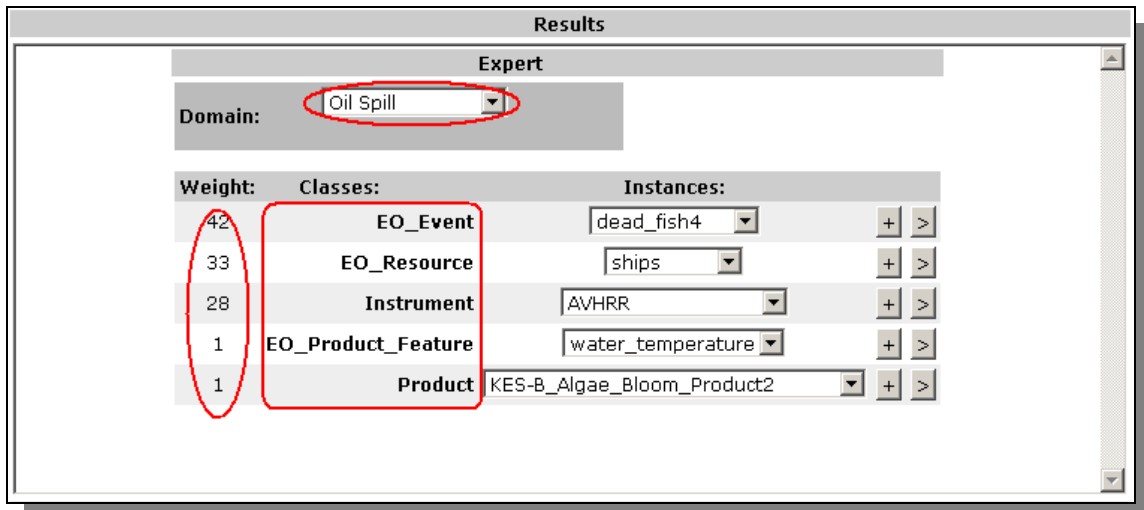 Results
Expert
Domain: Oil Spill
Weight: Classes: Instances:
42 EO_Event dead_fish4 + >
33 EO_Resource ships + >
28 Instrument AVHRR + >
1 EO_Product_Feature water_temperature + >
1 Product KES-B_Algae_Bloom_Product2 + >